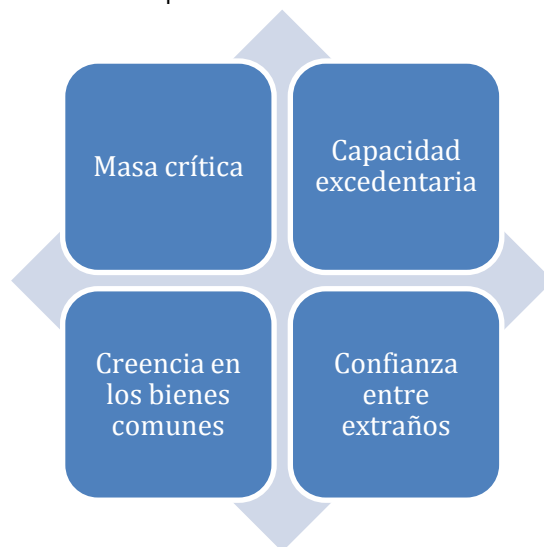 Masa crítica
Capacidad
excedentaria
Creencia en
los bienes
comunes
Confianza
entre
extraños